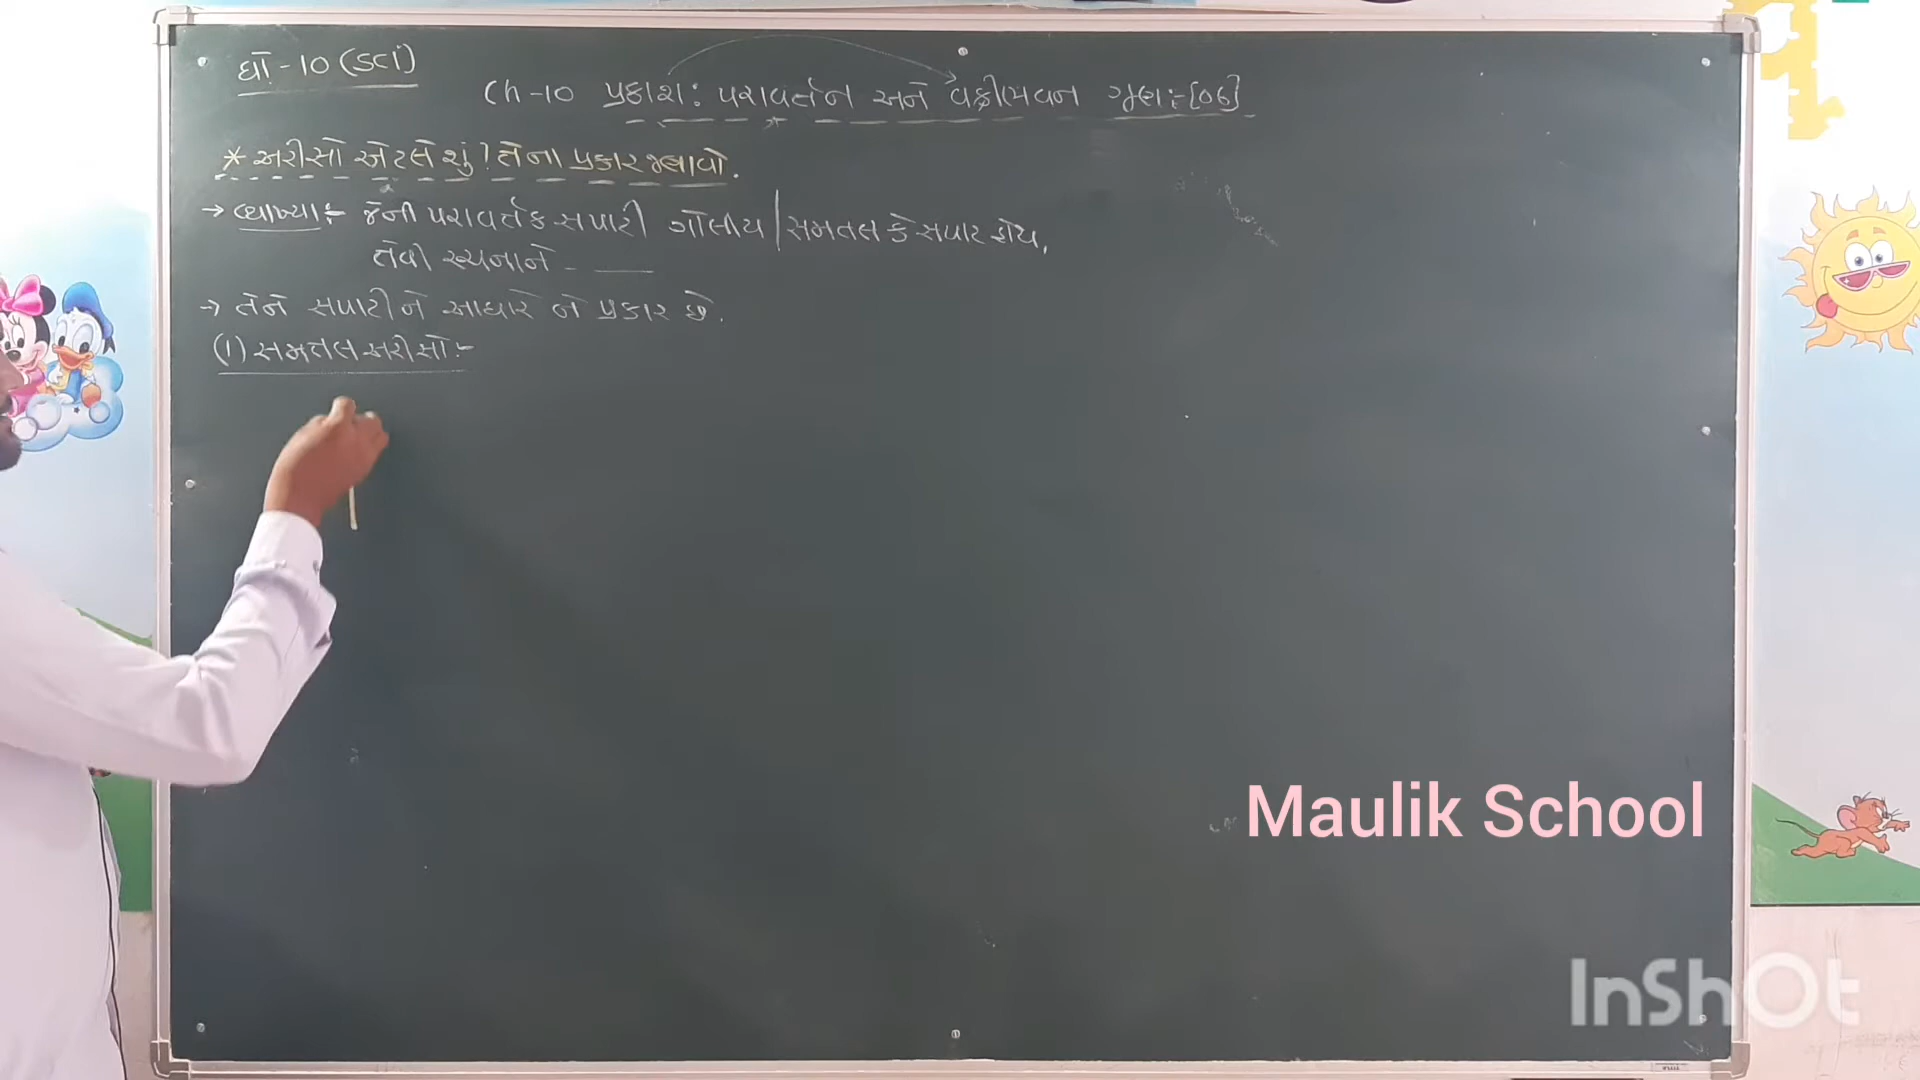 ધો-10 (SCI)
Ch-10 પ્રકાશ: પરાવર્તન અને વક્રીભવન ગુણ:-[06]
* અરીસો એટલે શું? તેના પ્રકાર જણાવો.
→ વ્યાખ્યા:- જેની પરાવર્તક સપાટી ગોલીય / સમતલ કે સપાટ હોય,
તેવી રચનાને - ___
→ તેને સપાટીને આધારે બે પ્રકાર છે.
(1) સમતલ અરીસો:-
Maulik School
InShOt